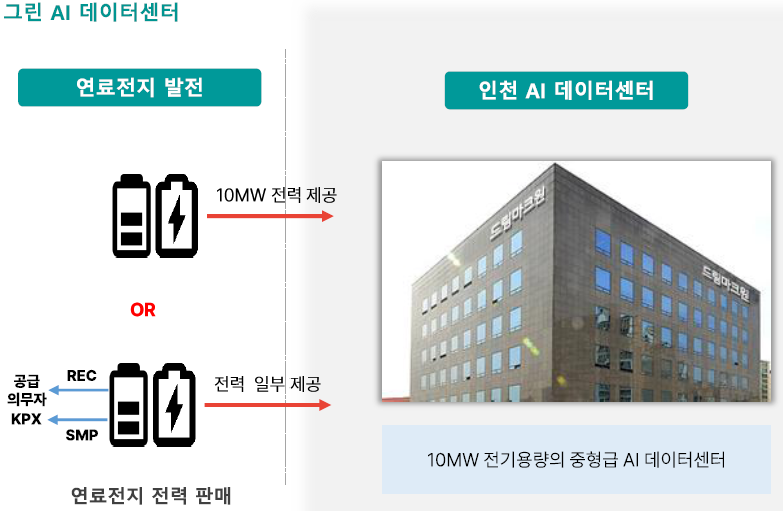 그린 AI 데이터센터
연료전지 발전
인천 AI 데이터센터
10MW 전력 제공
드림마크원
드림마크원
OR
REC
공급
의무자
KPX
SMP
전력 일부 제공
10MW 전기용량의 중형급 AI 데이터센터
연료전지 전력 판매